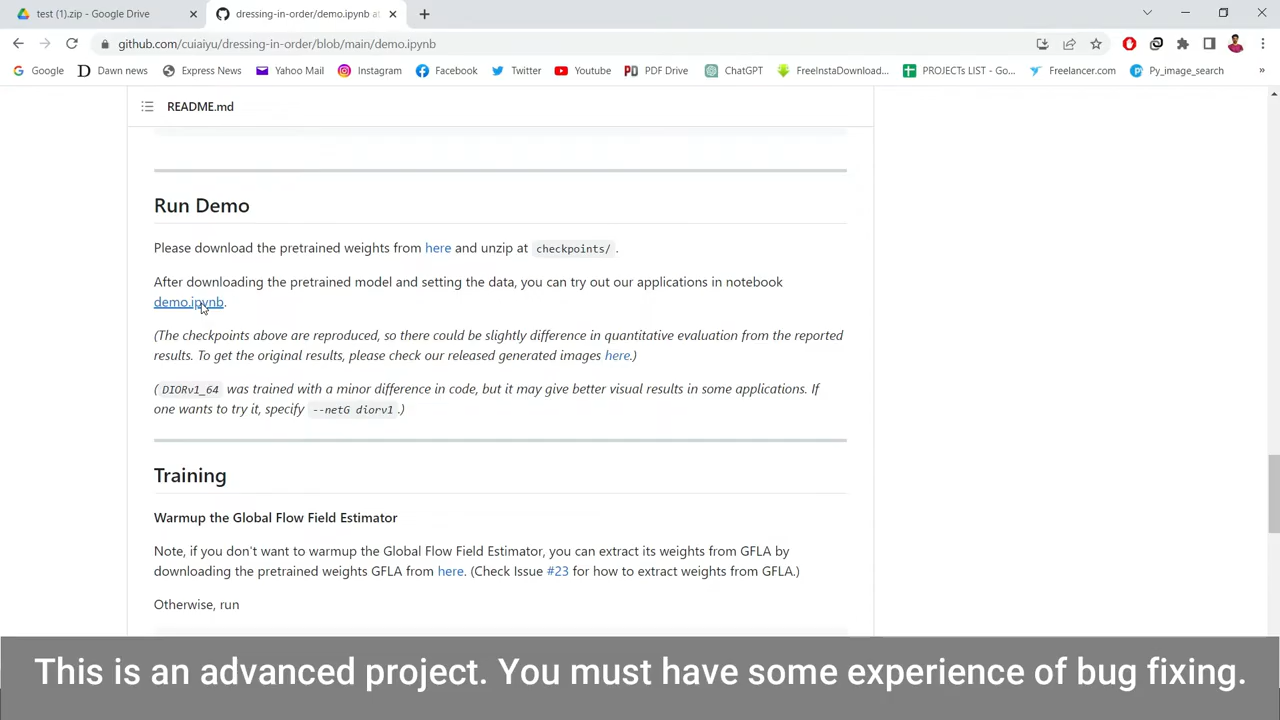 test (1).zip - Google Drive
dressing-in-order/demo.ipynb at
github.com/cuiaiyu/dressing-in-order/blob/main/demo.ipynb
Google
Dawn news
Express News
Yahoo Mail
Instagram
Facebook
Twitter
Youtube
PDF Drive
ChatGPT
FreeInstaDownload...
PROJECTs LIST - Go...
Freelancer.com
Py_image_search
README.md
Run Demo
Please download the pretrained weights from here and unzip at checkpoints/ .
After downloading the pretrained model and setting the data, you can try out our applications in notebook
demo.ipynb.
(The checkpoints above are reproduced, so there could be slightly difference in quantitative evaluation from the reported
results. To get the original results, please check our released generated images here.)
( DIORv1_64 was trained with a minor difference in code, but it may give better visual results in some applications. If
one wants to try it, specify --netG diorv1 .)
Training
Warmup the Global Flow Field Estimator
Note, if you don't want to warmup the Global Flow Field Estimator, you can extract its weights from GFLA by
downloading the pretrained weights GFLA from here. (Check Issue #23 for how to extract weights from GFLA.)
Otherwise, run
This is an advanced project. You must have some experience of bug fixing.